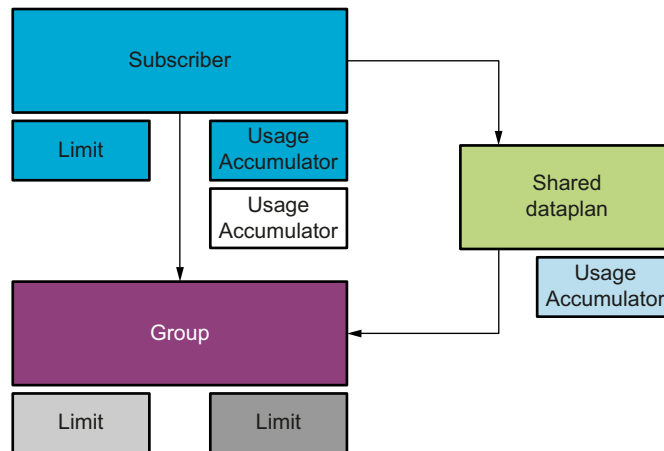 Subscriber
Limit
Usage
Accumulator
Usage
Accumulator
Shared
dataplan
Usage
Accumulator
Group
Limit
Limit